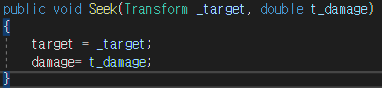 public void Seek(Transform _target, double t_damage)
{
target = _target;
damage= t_damage;
}